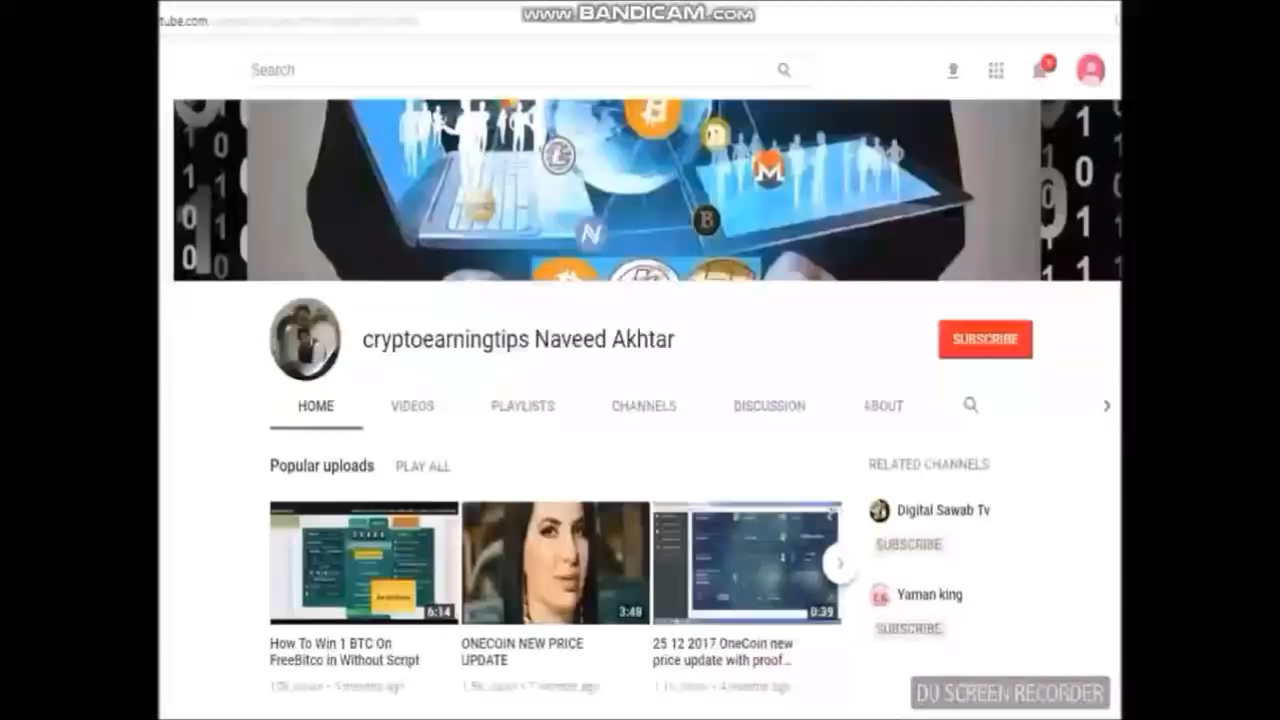 www.BANDICAM.com
tube.com
Search
cryptoearningtips Naveed Akhtar
SUBSCRIBE
HOME VIDEOS PLAYLISTS CHANNELS DISCUSSION ABOUT
Popular uploads PLAY ALL
RELATED CHANNELS
Digital Sawab Tv
SUBSCRIBE
Yaman king
SUBSCRIBE
6:14
3:48
0:39
How To Win 1 BTC On
FreeBitco in Without Script
ONECOIN NEW PRICE
UPDATE
25 12 2017 OneCoin new
price update with proof...
DU SCREEN RECORDER